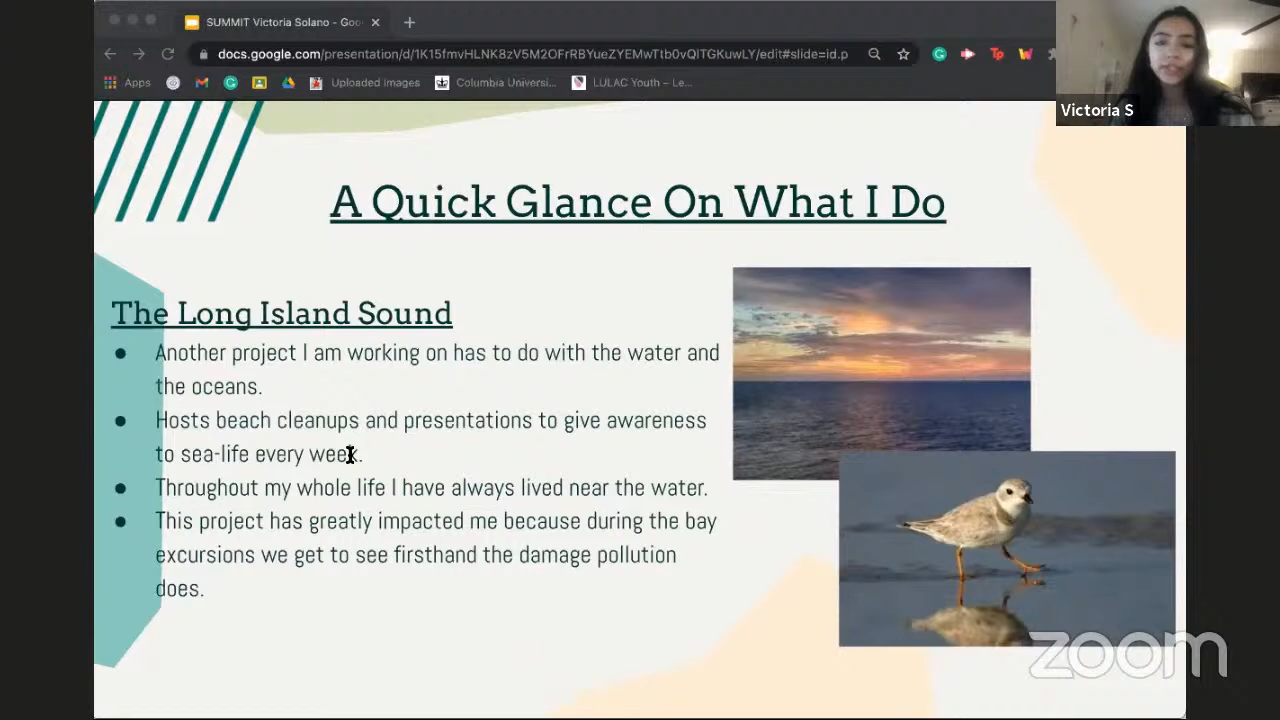 SUMMIT Victoria Solano - Goo
docs.google.com/presentation/d/1K15fmvHLNK8zV5M2OFrRBYueZYEMwTtb0vQITGKuwLY/edit#slide=id.p
Apps
Uploaded images
Columbia Universi...
LULAC Youth – Le...
Victoria S
A Quick Glance On What I Do
The Long Island Sound
● Another project I am working on has to do with the water and
the oceans.
● Hosts beach cleanups and presentations to give awareness
to sea-life every week.
● Throughout my whole life I have always lived near the water.
● This project has greatly impacted me because during the bay
excursions we get to see firsthand the damage pollution
does.
zoom